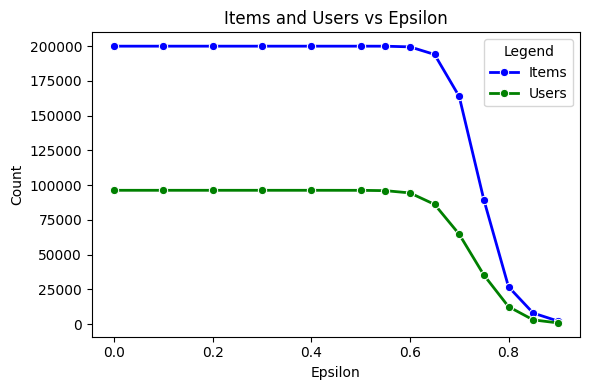 Items and Users vs Epsilon
Legend
Items
Users
Count
200000
175000
150000
125000
100000
75000
50000
25000
0
0.0 0.2 0.4 0.6 0.8
Epsilon